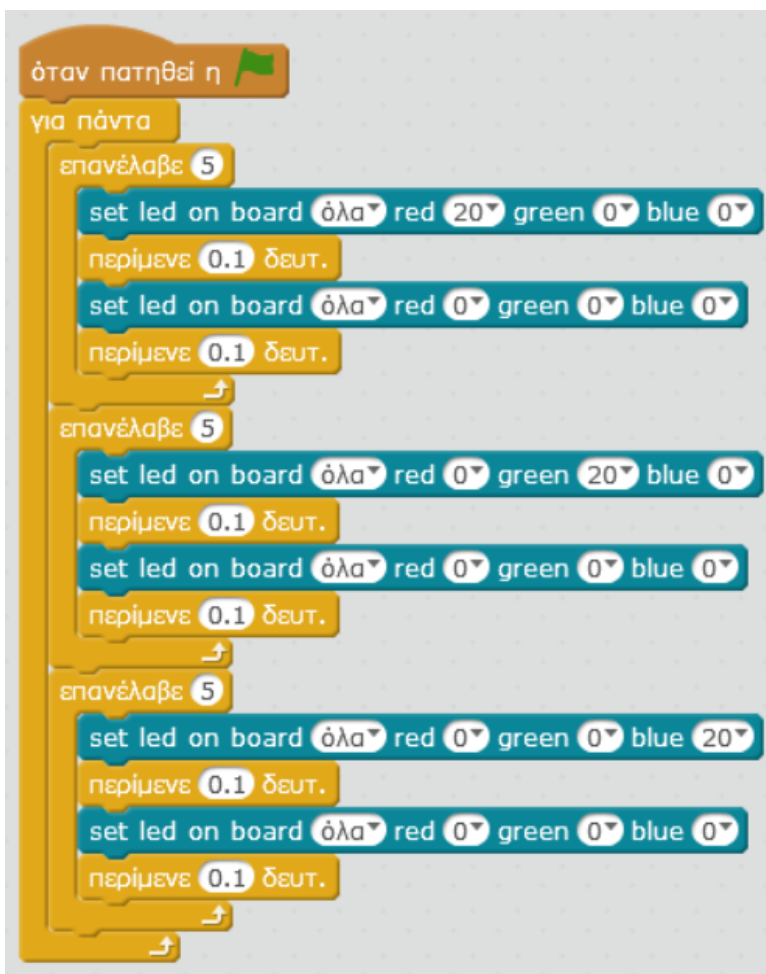 όταν πατηθεί η
για πάντα
επανέλαβε 5
set led on board όλα red 20 green 0 blue 0
περίμενε 0.1 δευτ.
set led on board όλα red 0 green 0 blue 0
περίμενε 0.1 δευτ.
επανέλαβε 5
set led on board όλα red 0 green 20 blue 0
περίμενε 0.1 δευτ.
set led on board όλα red 0 green 0 blue 0
περίμενε 0.1 δευτ.
επανέλαβε 5
set led on board όλα red 0 green 0 blue 20
περίμενε 0.1 δευτ.
set led on board όλα red 0 green 0 blue 0
περίμενε 0.1 δευτ.